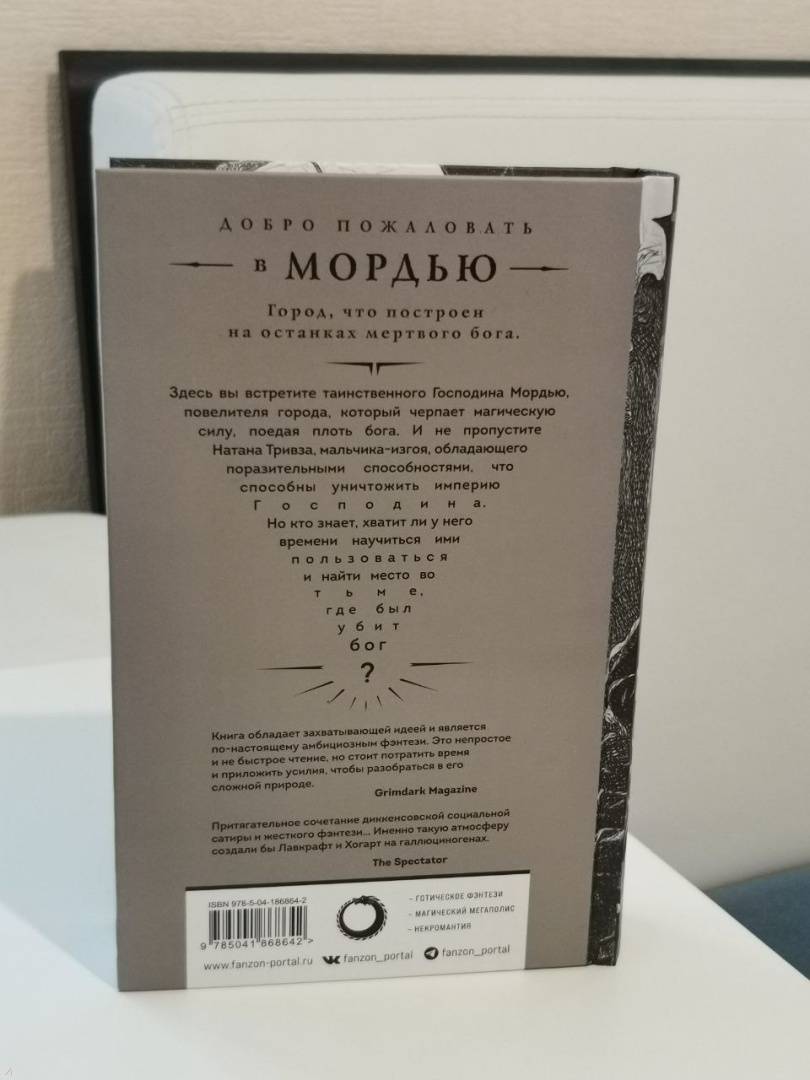 ДОБРО ПОЖАЛОВАТЬ
В МОРДЬЮ
Город, что построен
на останках мертвого бога.
Здесь вы встретите таинственного Господина Мордью,
повелителя города, который черпает магическую
силу, поедая плоть бога. И не пропустите
Натана Тривза, мальчика-изгоя, обладающего
поразительными способностями, что
способны уничтожить империю
Господина.
Но кто знает, хватит ли у него
времени научиться ими
пользоваться
и найти место во
тьме,
где был
убит
бог
?
Книга обладает захватывающей идеей и является
по-настоящему амбициозным фэнтези. Это непростое
и не быстрое чтение, но стоит потратить время
и приложить усилия, чтобы разобраться в его
сложной природе.
Grimdark Magazine
Притягательное сочетание диккенсовской социальной
сатиры и жесткого фэнтези... Именно такую атмосферу
создали бы Лавкрафт и Хогарт на галлюциногенах.
The Spectator
ISBN 978-5-04-186864-2
9 785041 868642 >
- ГОТИЧЕСКОЕ ФЭНТЕЗИ
- МАГИЧЕСКИЙ МЕГАПОЛИС
- НЕКРОМАНТИЯ
www.fanzon-portal.ru fanzon_portal fanzon_portal